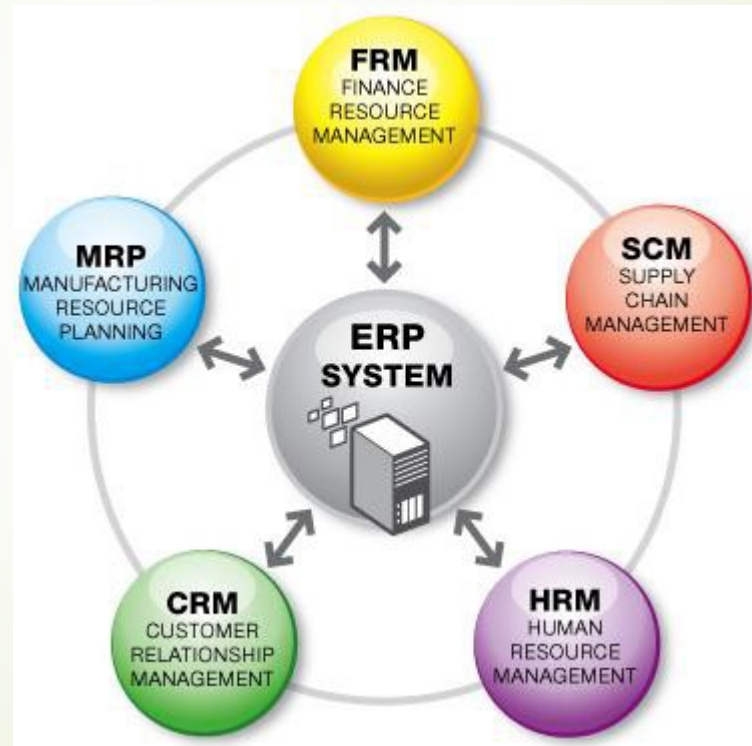 FRM
FINANCE
RESOURCE
MANAGEMENT
MRP
MANUFACTURING
RESOURCE
PLANNING
SCM
SUPPLY
CHAIN
MANAGEMENT
ERP
SYSTEM
CRM
CUSTOMER
RELATIONSHIP
MANAGEMENT
HRM
HUMAN
RESOURCE
MANAGEMENT